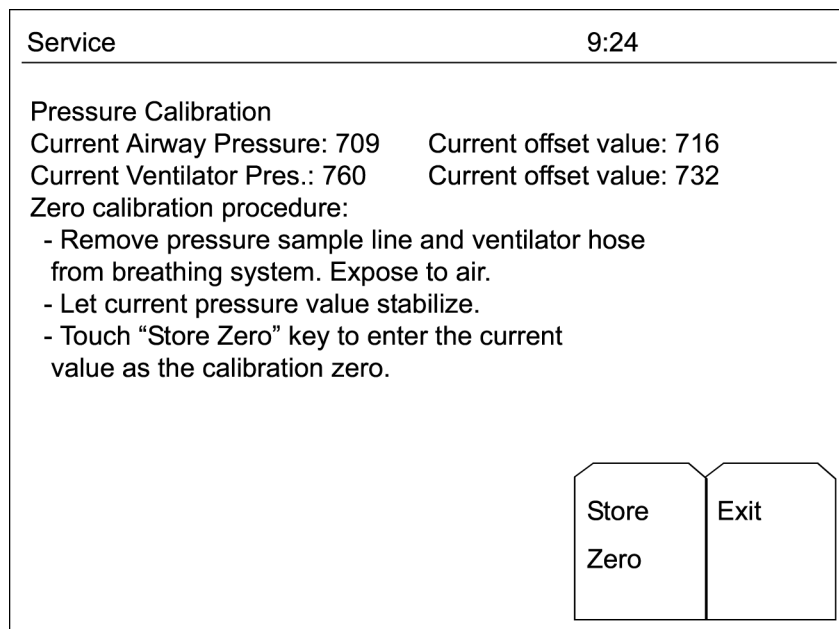 Service 9:24
Pressure Calibration
Current Airway Pressure: 709 Current offset value: 716
Current Ventilator Pres.: 760 Current offset value: 732
Zero calibration procedure:
- Remove pressure sample line and ventilator hose
from breathing system. Expose to air.
- Let current pressure value stabilize.
- Touch “Store Zero” key to enter the current
value as the calibration zero.
Store
Zero
Exit